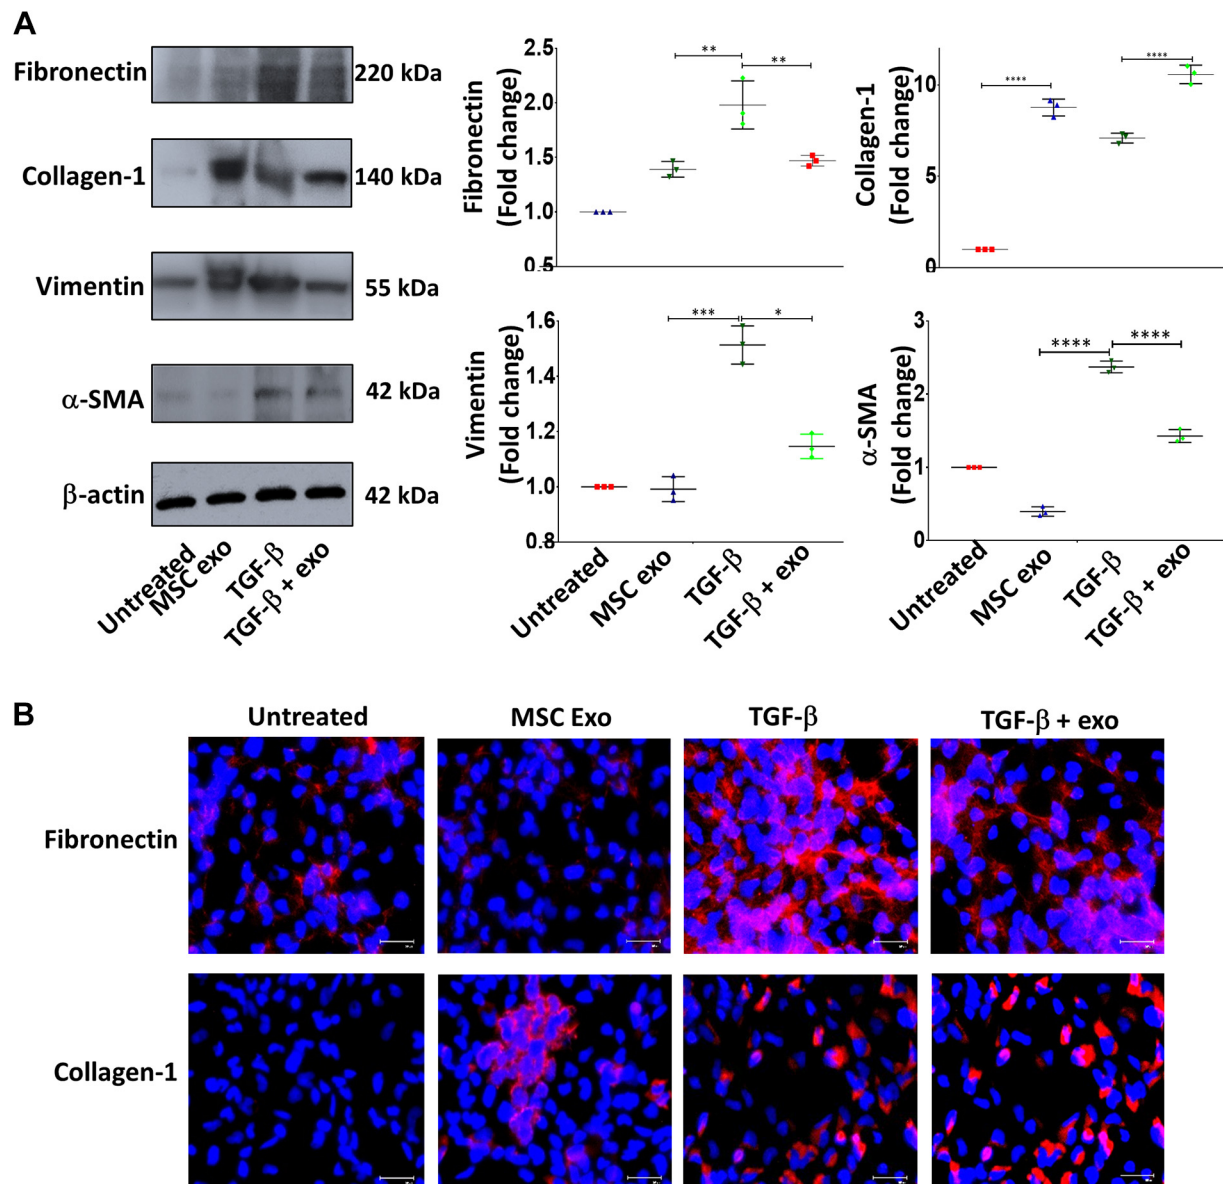 A
Fibronectin
220 kDa
Collagen-1
140 kDa
Vimentin
55 kDa
α-SMA
42 kDa
β-actin
42 kDa
Untreated
MSC exo
TGF-β
TGF-β + exo
Fibronectin
(Fold change)
2.5
2.0
1.5
1.0
0.5
**
**
Collagen-1
(Fold change)
10
5
0
****
****
Vimentin
(Fold change)
1.6
1.4
1.2
1.0
0.8
***
*
Untreated
MSC exo
TGF-β
TGF-β + exo
α-SMA
(Fold change)
3
2
1
0
****
****
Untreated
MSC exo
TGF-β
TGF-β + exo
B
Untreated
MSC Exo
TGF-β
TGF-β + exo
Fibronectin
Collagen-1